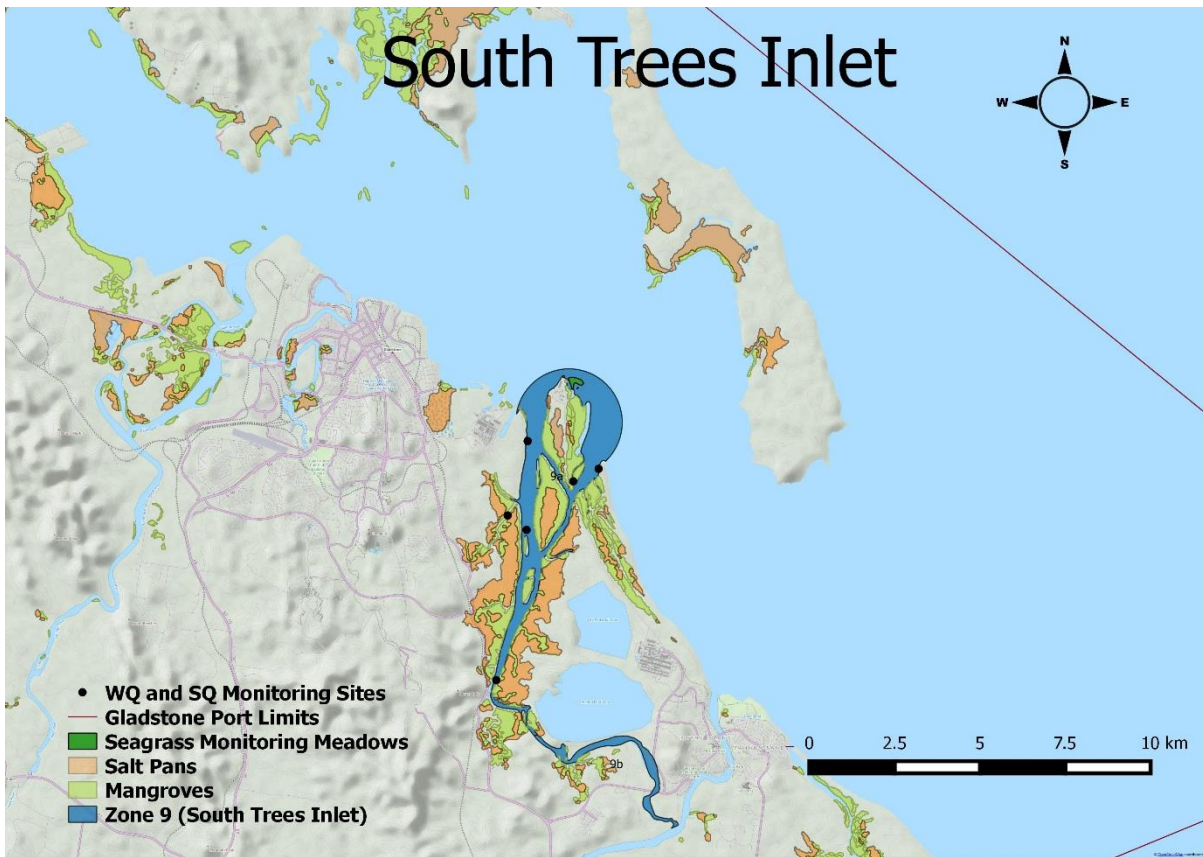 South Trees Inlet
N
W E
S
9a
9b
WQ and SQ Monitoring Sites
Gladstone Port Limits
Seagrass Monitoring Meadows
Salt Pans
Mangroves
Zone 9 (South Trees Inlet)
0 2.5 5 7.5 10 km